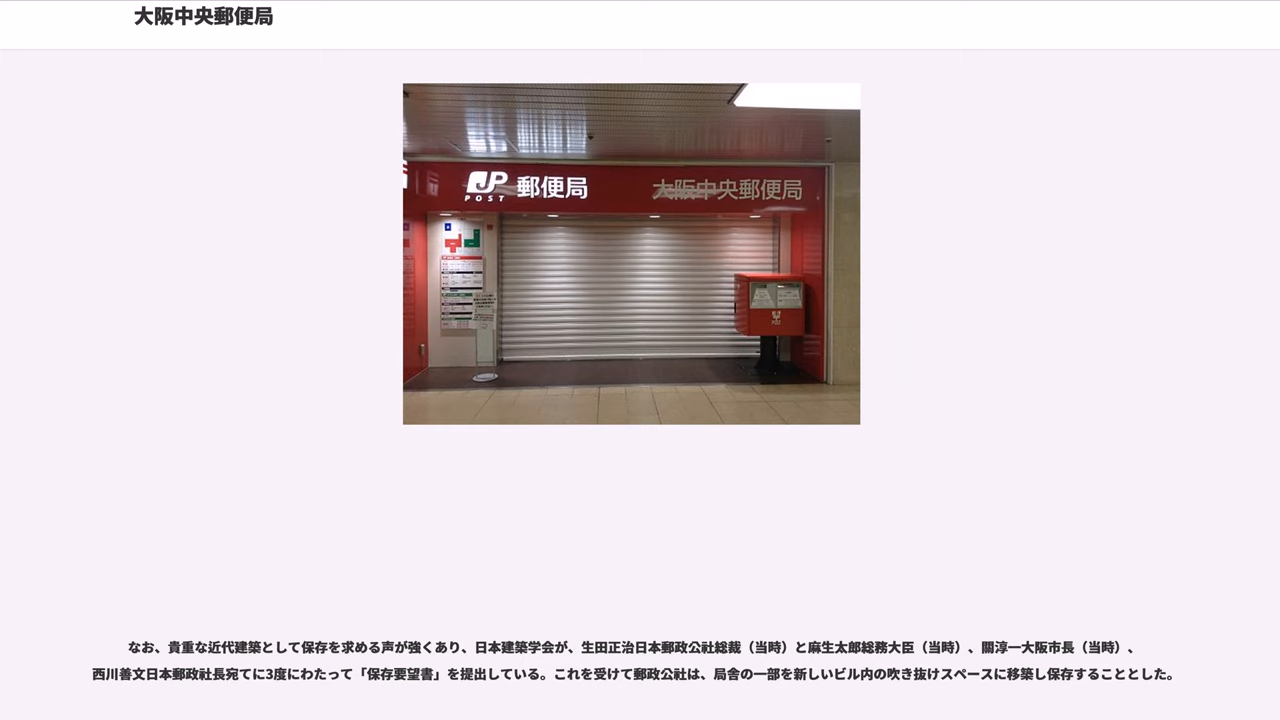 大阪中央郵便局
JP 郵便局 大阪中央郵便局
POST
POST
なお、貴重な近代建築として保存を求める声が強くあり、日本建築学会が、生田正治日本郵政公社総裁（当時）と麻生太郎総務大臣（当時）、關淳一大阪市長（当時）、
西川善文日本郵政社長宛てに3度にわたって「保存要望書」を提出している。これを受けて郵政公社は、局舎の一部を新しいビル内の吹き抜けスペースに移築し保存することとした。